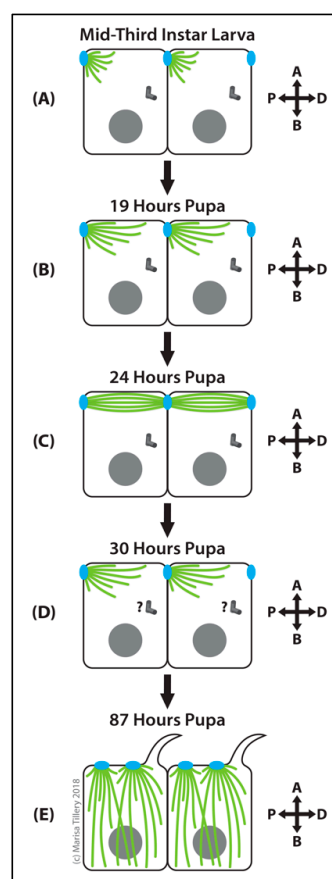 Mid-Third Instar Larva
(A)
A
P D
B
19 Hours Pupa
(B)
A
P D
B
24 Hours Pupa
(C)
A
P D
B
30 Hours Pupa
(D)
? ?
A
P D
B
87 Hours Pupa
(E)
(c) Marisa Tillery 2018
A
P D
B